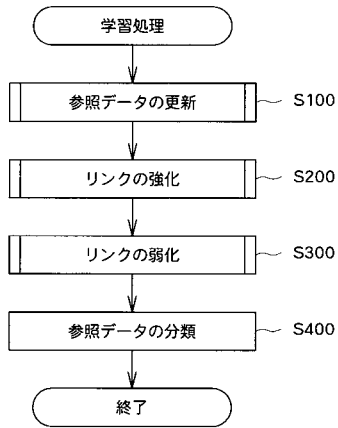 学習処理
参照データの更新 S100
リンクの強化 S200
リンクの弱化 S300
参照データの分類 S400
終了